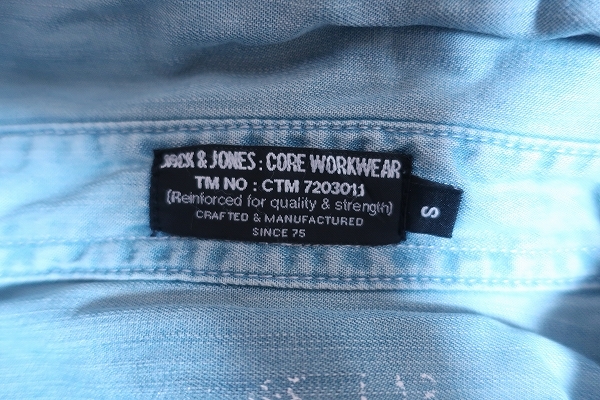 JACK & JONES : CORE WORKWEAR
TM NO : CTM 7203011
(Reinforced for quality & strength)
CRAFTED & MANUFACTURED
SINCE 75
S